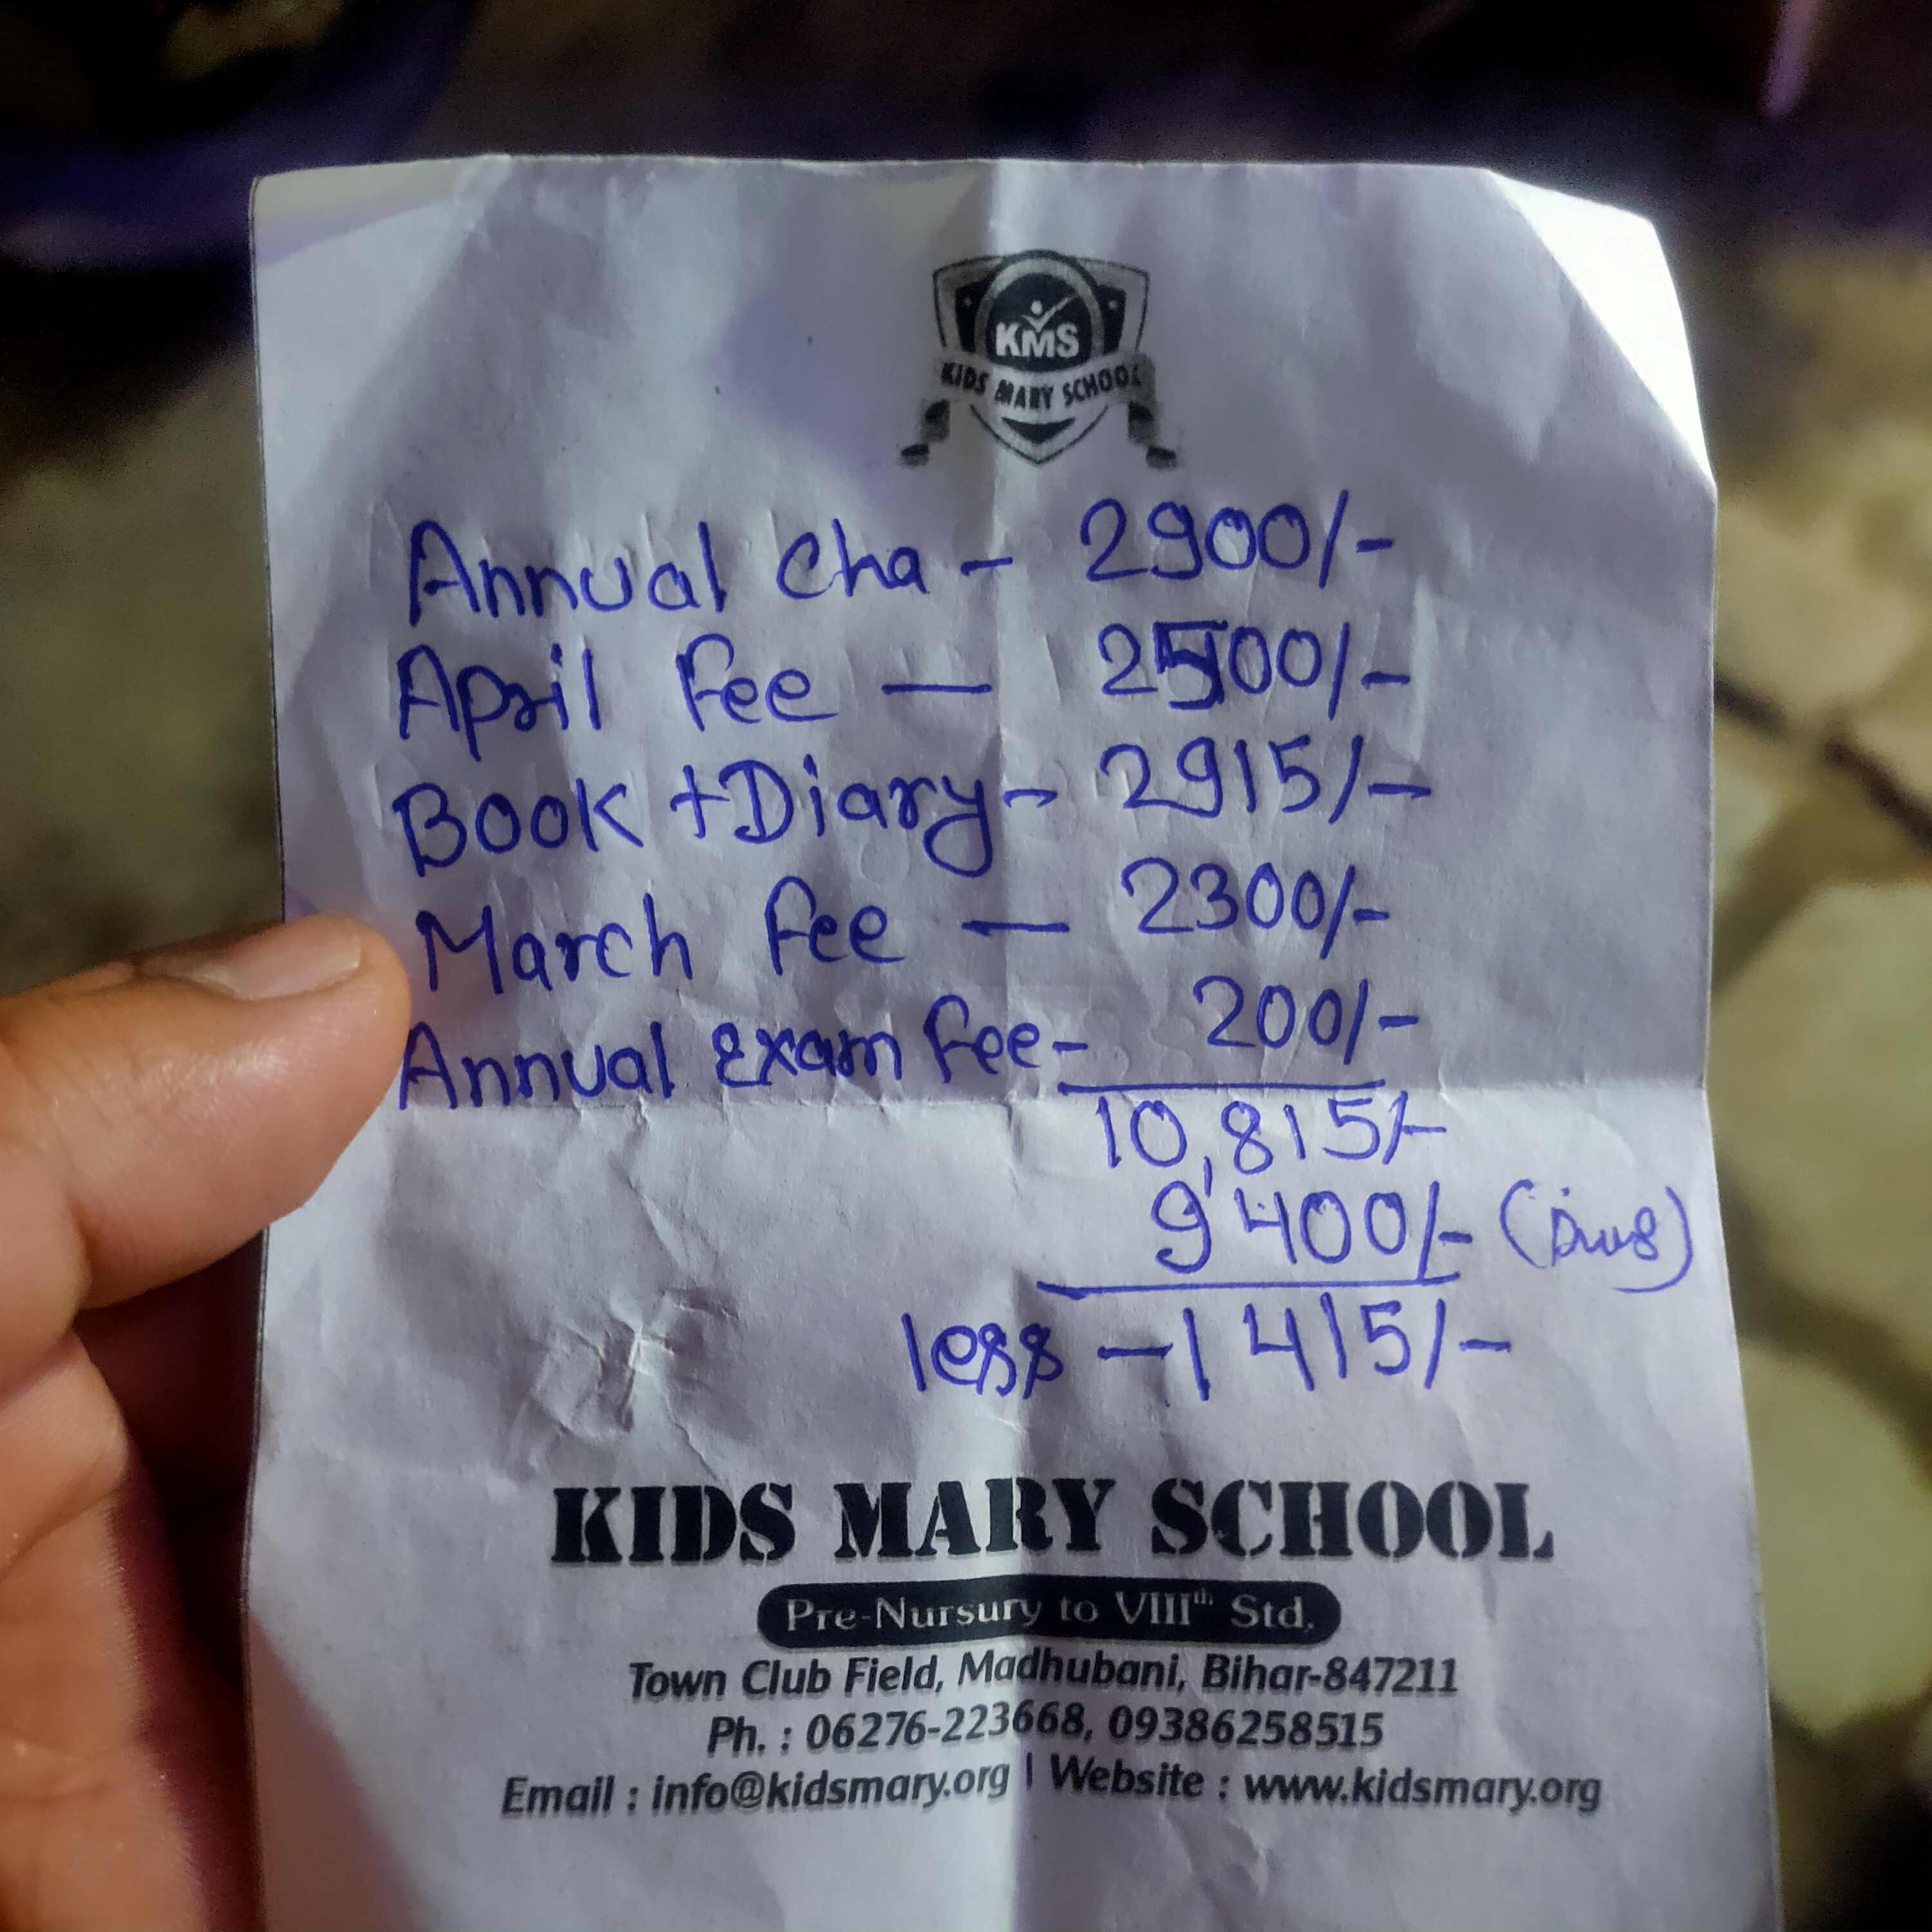 KMS
KIDS MARY SCHOOL
Annual Cha - 2900/-
April Fee — 2500/-
Book + Diary - 2915/-
March Fee — 2300/-
Annual Exam Fee - 200/-
10,815/-
9'400/- (Dues)
less - 1415/-
KIDS MARY SCHOOL
Pre-Nursury to VIIIth Std.
Town Club Field, Madhubani, Bihar-847211
Ph. : 06276-223668, 09386258515
Email : info@kidsmary.org | Website : www.kidsmary.org